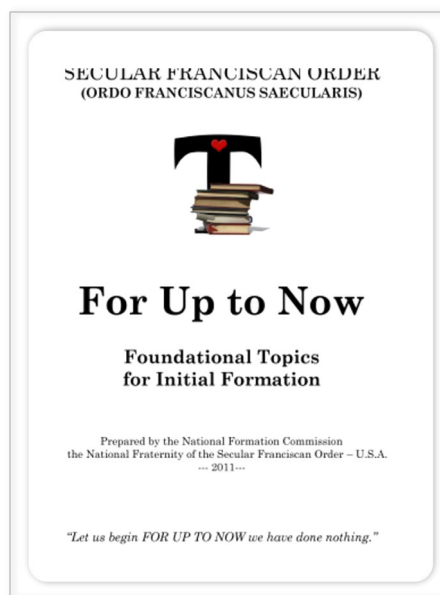 SECULAR FRANCISCAN ORDER
(ORDO FRANCISCANUS SAECULARIS)
For Up to Now
Foundational Topics
for Initial Formation
Prepared by the National Formation Commission
the National Fraternity of the Secular Franciscan Order – U.S.A.
--- 2011---
“Let us begin FOR UP TO NOW we have done nothing.”